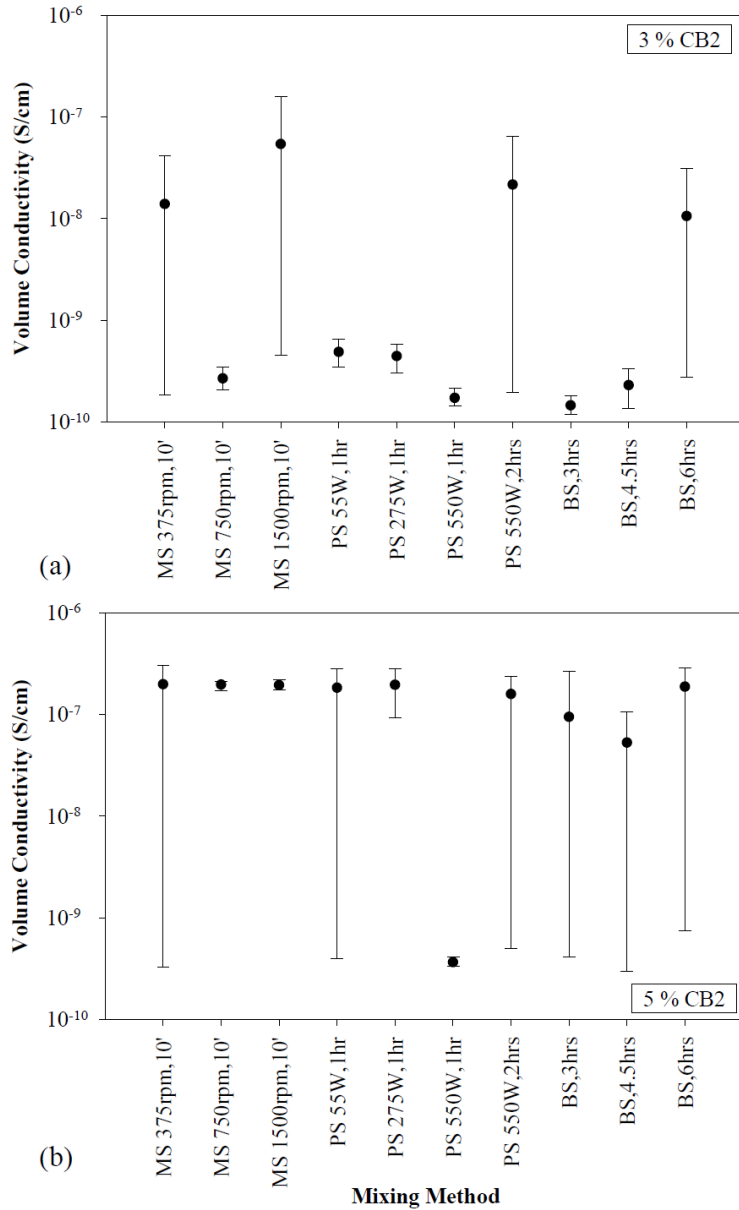 10⁻⁶
3 % CB2
10⁻⁷
10⁻⁸
10⁻⁹
10⁻¹⁰
Volume Conductivity (S/cm)
MS 375rpm,10'
MS 750rpm,10'
MS 1500rpm,10'
PS 55W,1hr
PS 275W,1hr
PS 550W,1hr
PS 550W,2hrs
BS,3hrs
BS,4.5hrs
BS,6hrs
(a)
10⁻⁶
10⁻⁷
10⁻⁸
10⁻⁹
10⁻¹⁰
Volume Conductivity (S/cm)
5 % CB2
MS 375rpm,10'
MS 750rpm,10'
MS 1500rpm,10'
PS 55W,1hr
PS 275W,1hr
PS 550W,1hr
PS 550W,2hrs
BS,3hrs
BS,4.5hrs
BS,6hrs
(b)
Mixing Method